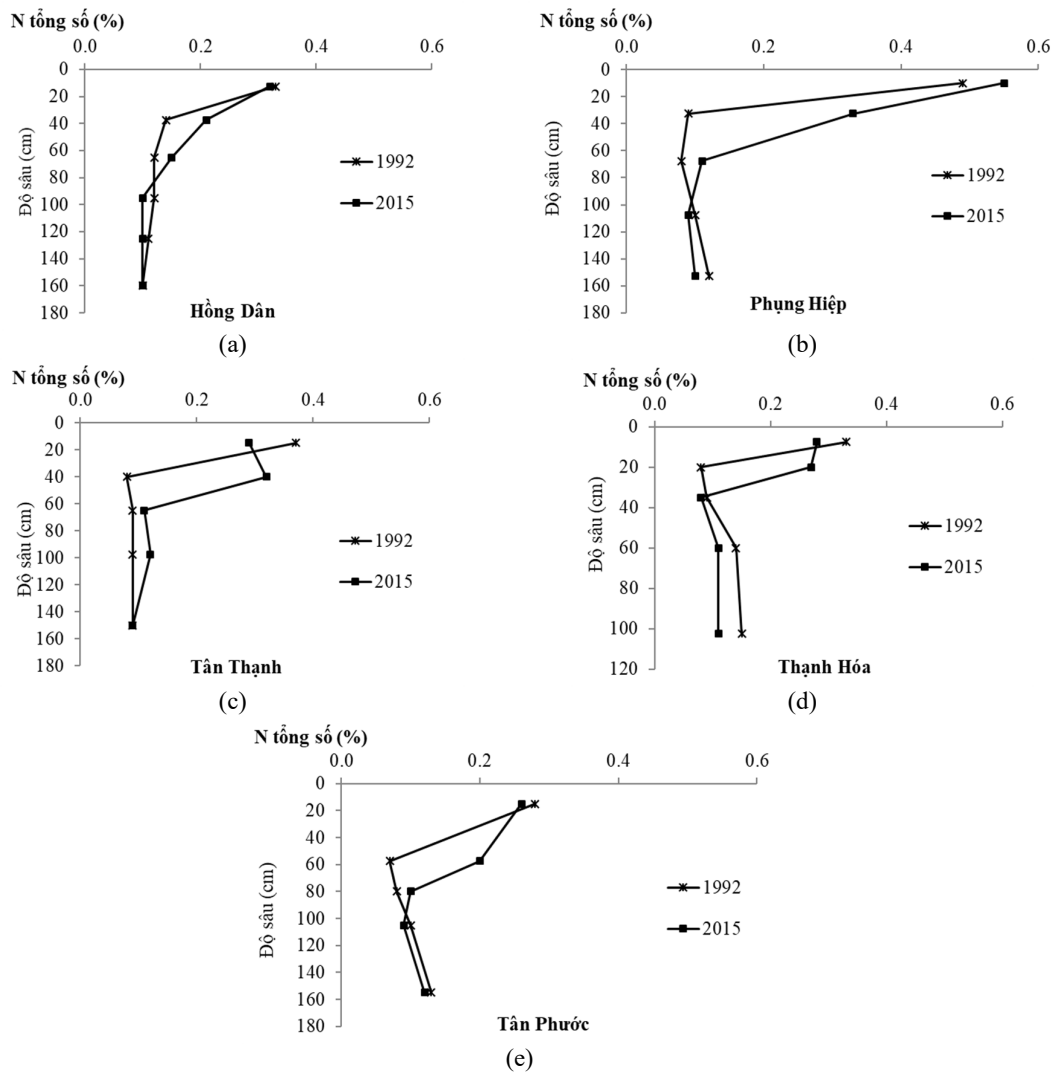 N tổng số (%)
0.0 0.2 0.4 0.6
0
20
40
60
80
100
120
140
160
180
Độ sâu (cm)
1992
2015
Hồng Dân
(a)
N tổng số (%)
0.0 0.2 0.4 0.6
0
20
40
60
80
100
120
140
160
180
Độ sâu (cm)
1992
2015
Phụng Hiệp
(b)
N tổng số (%)
0.0 0.2 0.4 0.6
0
20
40
60
80
100
120
140
160
180
Độ sâu (cm)
1992
2015
Tân Thạnh
(c)
N tổng số (%)
0.0 0.2 0.4 0.6
0
20
40
60
80
100
120
Độ sâu (cm)
1992
2015
Thạnh Hóa
(d)
N tổng số (%)
0.0 0.2 0.4 0.6
0
20
40
60
80
100
120
140
160
180
Độ sâu (cm)
1992
2015
Tân Phước
(e)